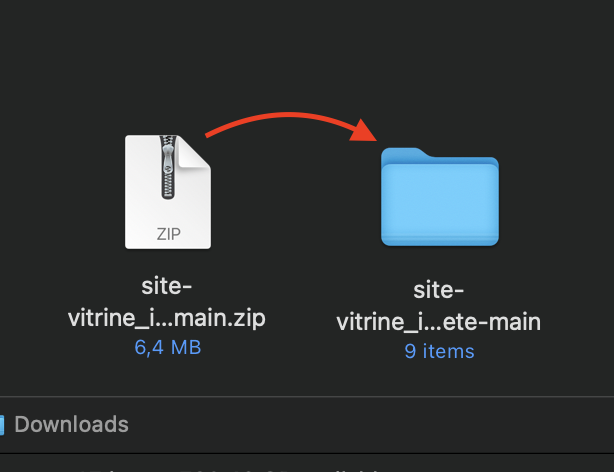 ZIP
site-
vitrine_i...main.zip
6,4 MB
site-
vitrine_i...ete-main
9 items
Downloads